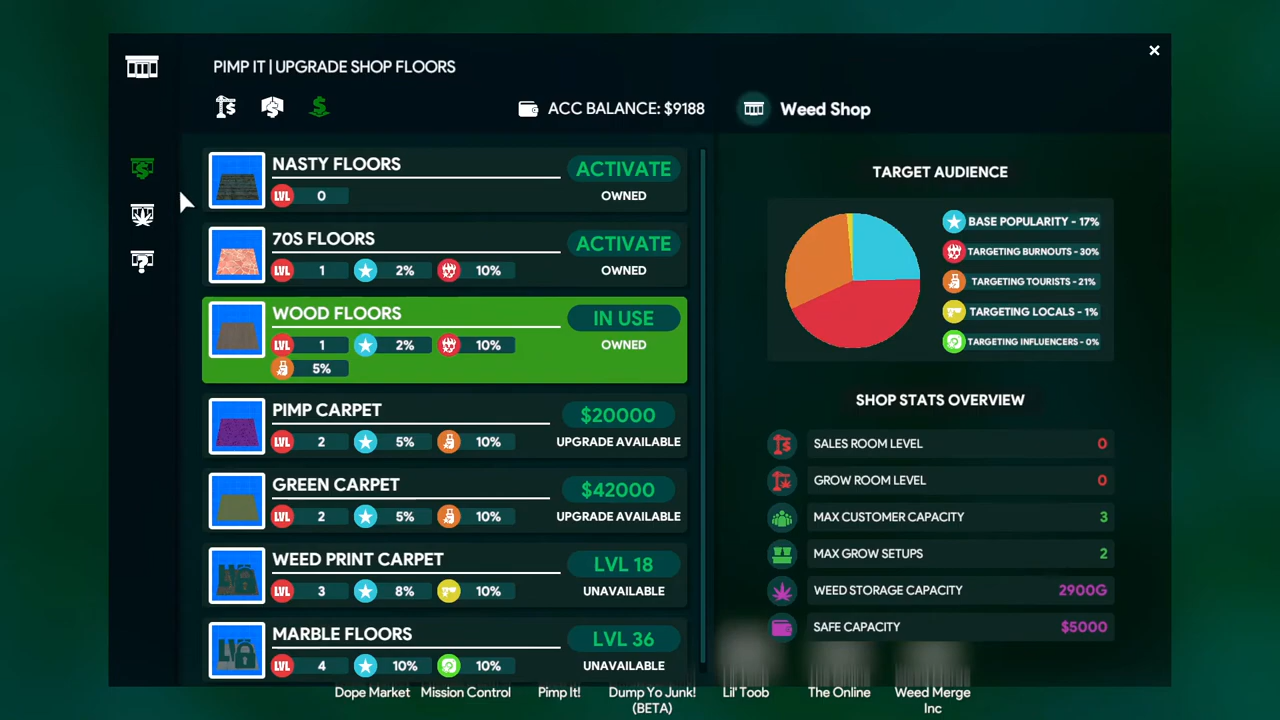 PIMP IT | UPGRADE SHOP FLOORS
ACC BALANCE: $9188
Weed Shop
NASTY FLOORS
ACTIVATE
LVL 0
OWNED
70S FLOORS
ACTIVATE
LVL 1 2% 10%
OWNED
WOOD FLOORS
IN USE
LVL 1 2% 10%
OWNED
5%
PIMP CARPET
$20000
LVL 2 5% 10%
UPGRADE AVAILABLE
GREEN CARPET
$42000
LVL 2 5% 10%
UPGRADE AVAILABLE
WEED PRINT CARPET
LVL 18
LVL 3 8% 10%
UNAVAILABLE
MARBLE FLOORS
LVL 36
LVL 4 10% 10%
UNAVAILABLE
TARGET AUDIENCE
BASE POPULARITY - 17%
TARGETING BURNOUTS - 30%
TARGETING TOURISTS - 21%
TARGETING LOCALS - 1%
TARGETING INFLUENCERS - 0%
SHOP STATS OVERVIEW
SALES ROOM LEVEL 0
GROW ROOM LEVEL 0
MAX CUSTOMER CAPACITY 3
MAX GROW SETUPS 2
WEED STORAGE CAPACITY 2900G
SAFE CAPACITY $5000
Dope Market
Mission Control
Pimp It!
Dump Yo Junk!
(BETA)
Lil' Toob
The Online
Weed Merge
Inc